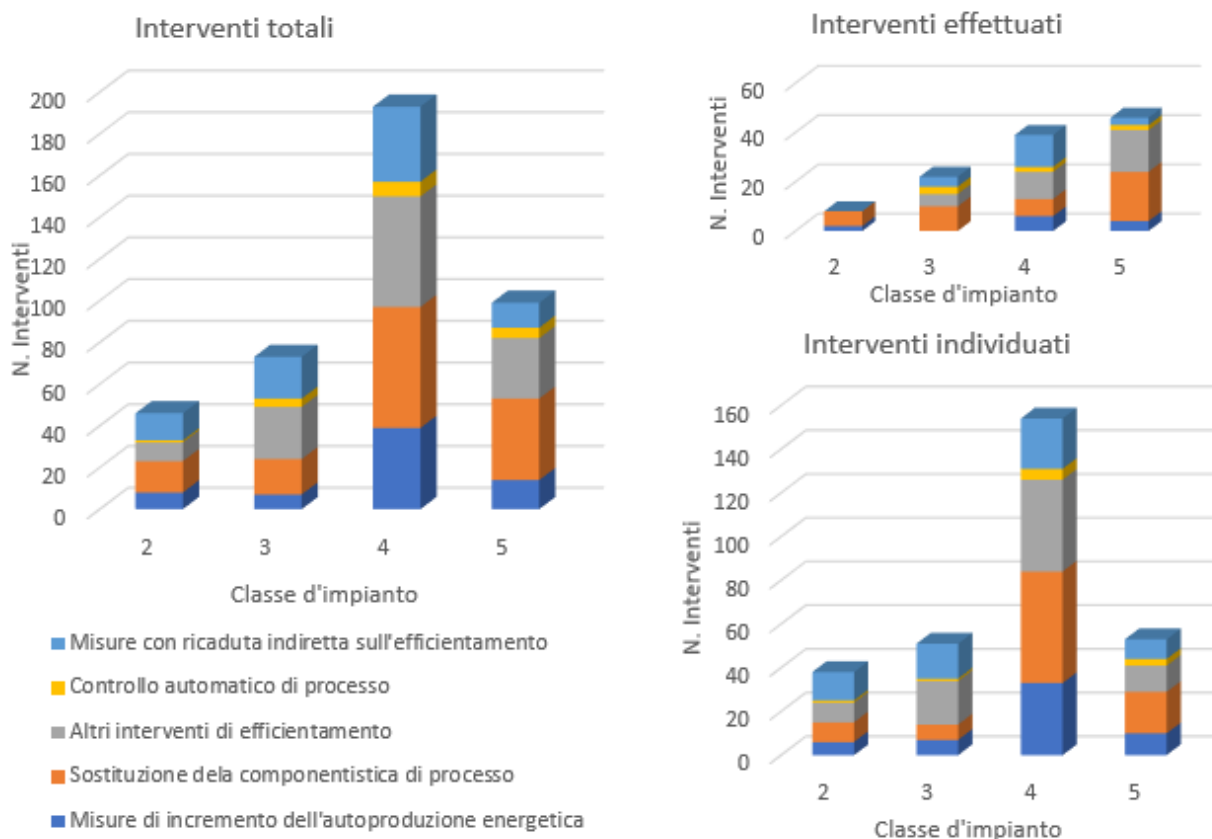 Interventi totali
200
180
160
140
120
100
80
60
40
20
0
N. Interventi
2 3 4 5
Classe d'impianto
Misure con ricaduta indiretta sull'efficientamento
Controllo automatico di processo
Altri interventi di efficientamento
Sostituzione dela componentistica di processo
Misure di incremento dell'autoproduzione energetica
Interventi effettuati
60
40
20
0
N. Interventi
2 3 4 5
Classe d'impianto
Interventi individuati
160
140
120
100
80
60
40
20
0
N. Interventi
2 3 4 5
Classe d'impianto